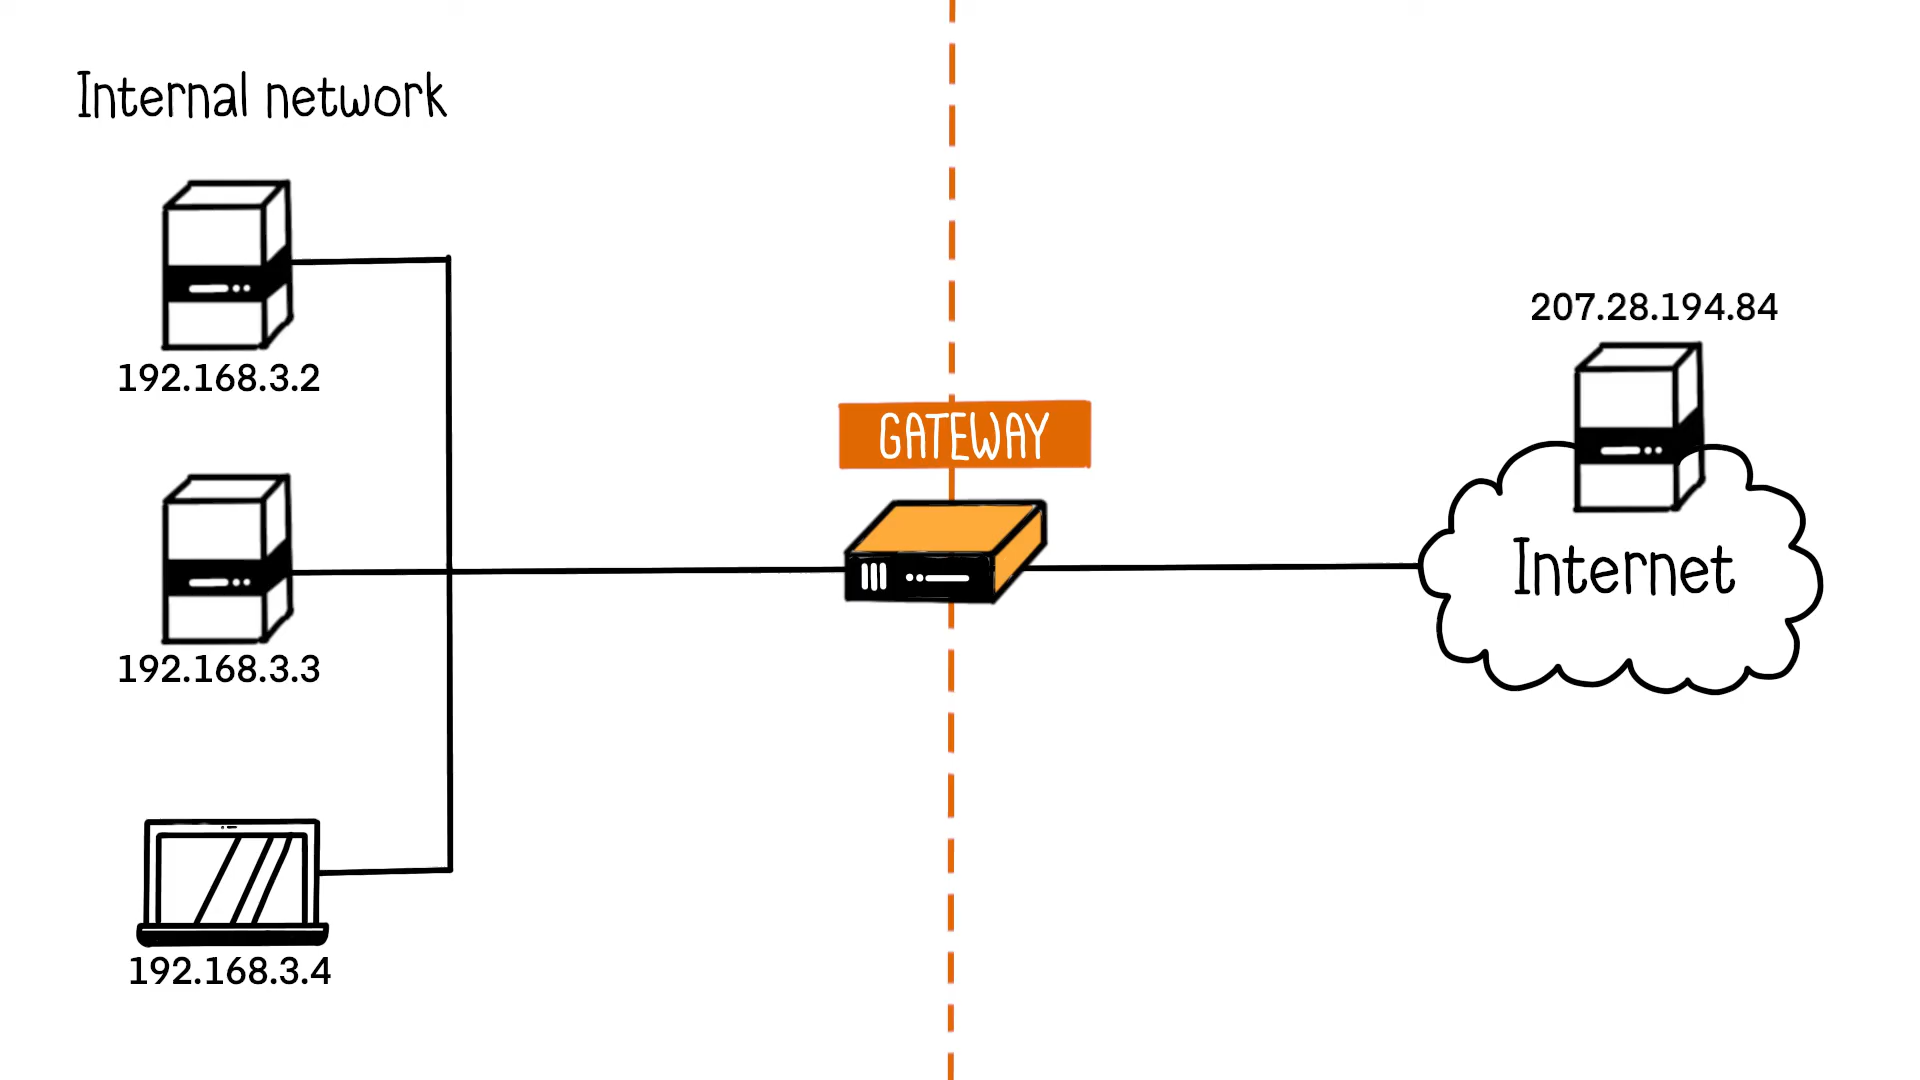 Internal network
192.168.3.2
192.168.3.3
192.168.3.4
GATEWAY
207.28.194.84
Internet